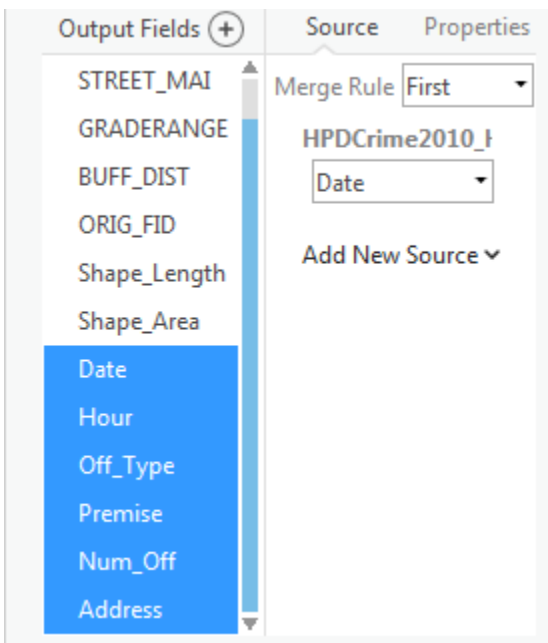 Output Fields
Source Properties
STREET_MAI
GRADERANGE
BUFF_DIST
ORIG_FID
Shape_Length
Shape_Area
Date
Hour
Off_Type
Premise
Num_Off
Address
Merge Rule First
HPDCrime2010_H
Date
Add New Source